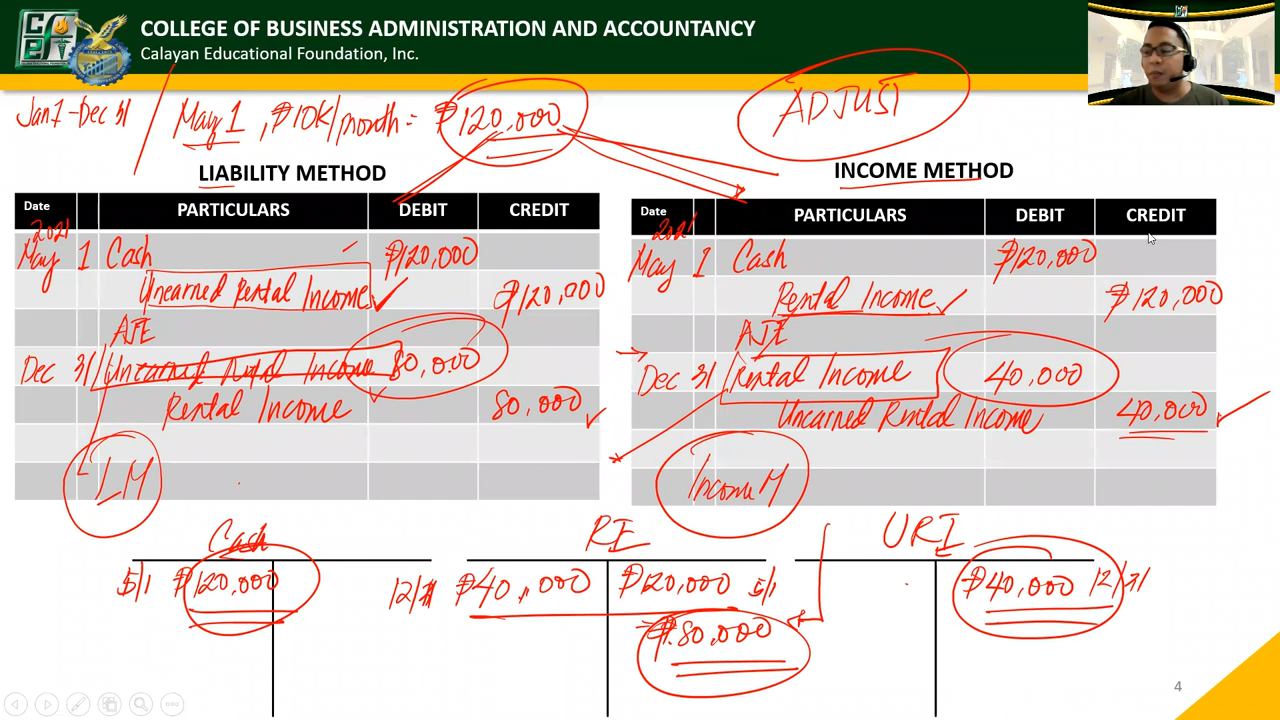 COLLEGE OF BUSINESS ADMINISTRATION AND ACCOUNTANCY
Calayan Educational Foundation, Inc.
Jan 1 - Dec 31 / May 1, ₱10K/month = ₱120,000
ADJUST
LIABILITY METHOD
Date PARTICULARS DEBIT CREDIT
2021
May 1 Cash ₱120,000
Unearned Rental Income ₱120,000
AJE
Dec 31 Unearned Rental Income 80,000
Rental Income 80,000
LM
INCOME METHOD
Date PARTICULARS DEBIT CREDIT
2021
May 1 Cash ₱120,000
Rental Income ₱120,000
AJE
Dec 31 Rental Income 40,000
Unearned Rental Income 40,000
Income M
Cash
5/1 ₱120,000
RI
12/31 ₱40,000 ₱120,000 5/1
₱80,000
URI
₱40,000 12/31
4